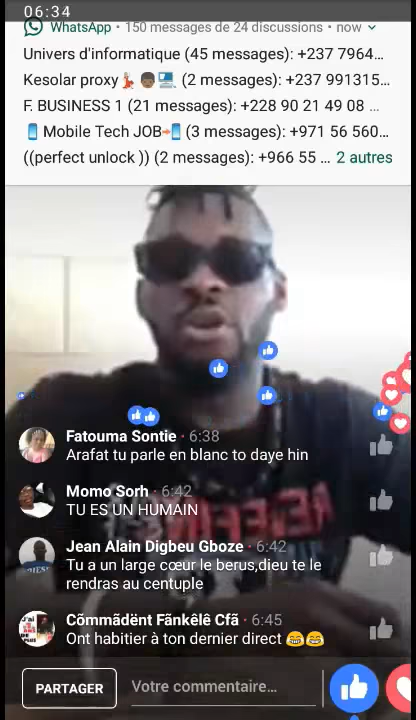 06:34
WhatsApp • 150 messages de 24 discussions • now
Univers d'informatique (45 messages): +237 7964...
Kesolar proxy💃👨🏾💻 (2 messages): +237 991315...
F. BUSINESS 1 (21 messages): +228 90 21 49 08 ...
📱Mobile Tech JOB📲 (3 messages): +971 56 560...
((perfect unlock )) (2 messages): +966 55 ... 2 autres
Fatouma Sontie · 6:38
Arafat tu parle en blanc to daye hin
Momo Sorh · 6:42
TU ES UN HUMAIN
Jean Alain Digbeu Gboze · 6:42
Tu a un large cœur le berus,dieu te le
rendras au centuple
Cõmmãdënt Fãnkêlê Cfã · 6:45
Ont habitier à ton dernier direct 😂😂
PARTAGER
Votre commentaire...